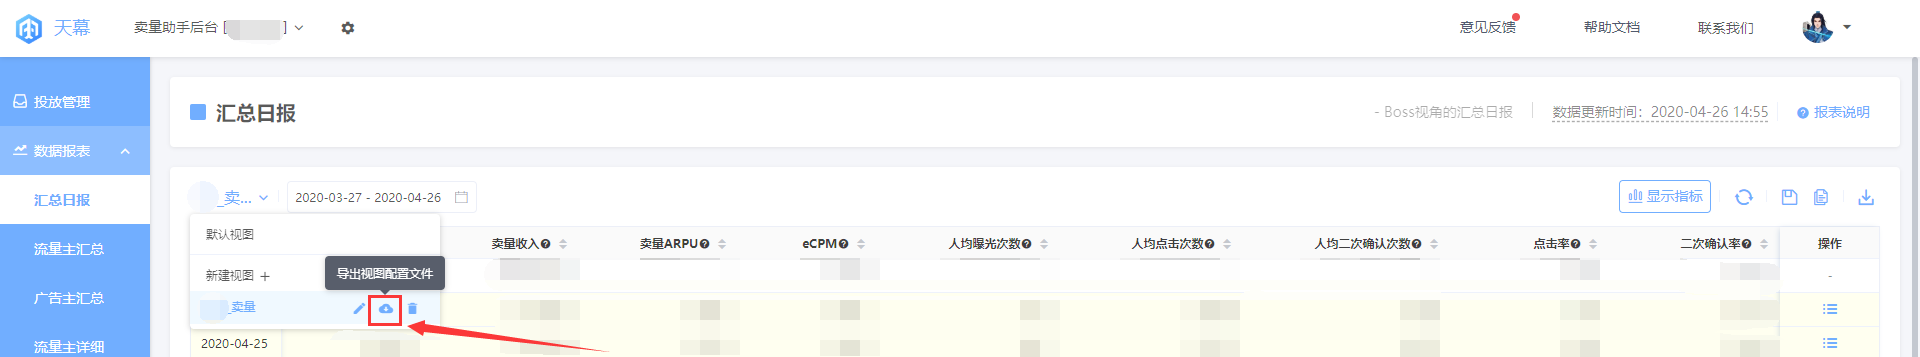 天幕
卖量助手后台 [ ]
意见反馈
帮助文档
联系我们
投放管理
数据报表
汇总日报
流量主汇总
广告主汇总
流量主详细
汇总日报
- Boss视角的汇总日报
数据更新时间：2020-04-26 14:55
报表说明
_卖...
2020-03-27 - 2020-04-26
显示指标
默认视图
新建视图 +
导出视图配置文件
_卖量
卖量收入
卖量ARPU
eCPM
人均曝光次数
人均点击次数
人均二次确认次数
点击率
二次确认率
操作
-
2020-04-25